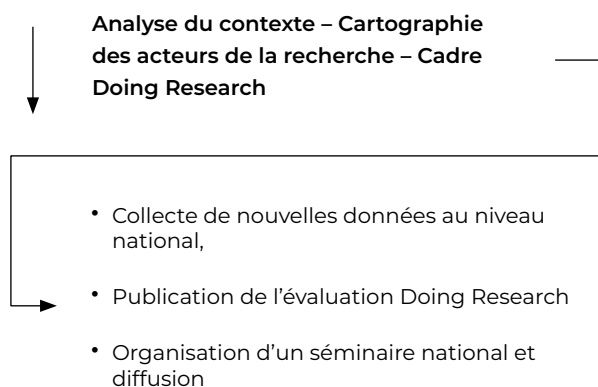 Analyse du contexte – Cartographie
des acteurs de la recherche – Cadre
Doing Research
• Collecte de nouvelles données au niveau
national,
• Publication de l’évaluation Doing Research
• Organisation d’un séminaire national et
diffusion